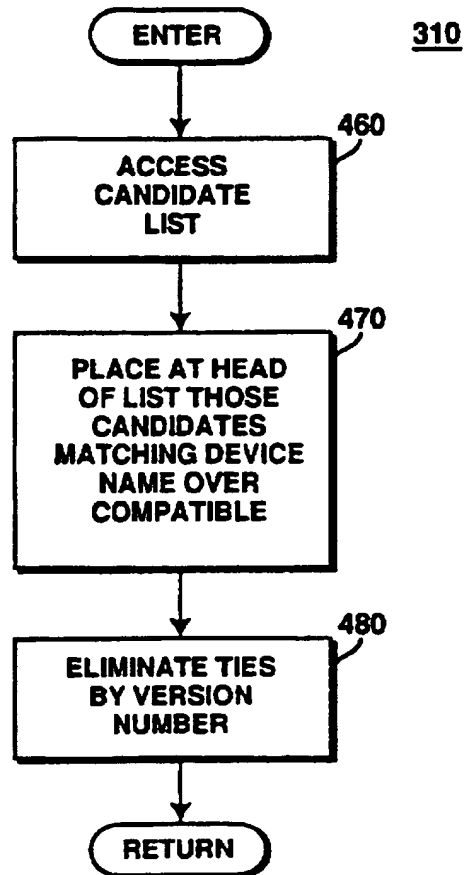 ENTER
310
460
ACCESS
CANDIDATE
LIST
470
PLACE AT HEAD
OF LIST THOSE
CANDIDATES
MATCHING DEVICE
NAME OVER
COMPATIBLE
480
ELIMINATE TIES
BY VERSION
NUMBER
RETURN